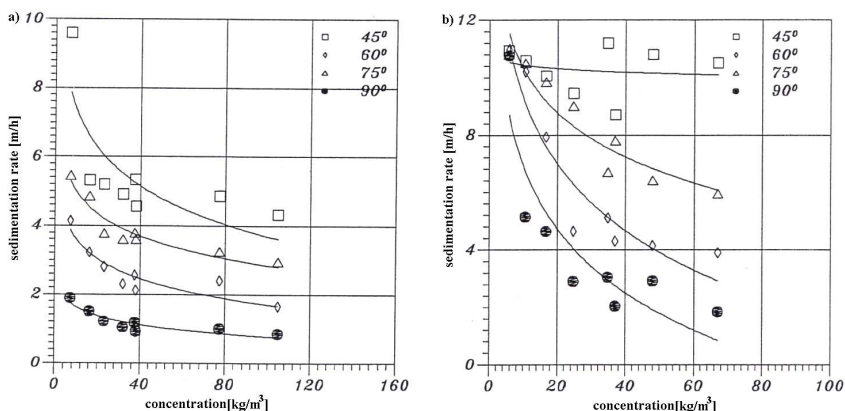 a)
10
8
6
4
2
0
sedimentation rate [m/h]
45⁰
60⁰
75⁰
90⁰
0 40 80 120 160
concentration[kg/m³]
b)
12
8
4
0
sedimentation rate [m/h]
45⁰
60⁰
75⁰
90⁰
0 20 40 60 80 100
concentration[kg/m³]